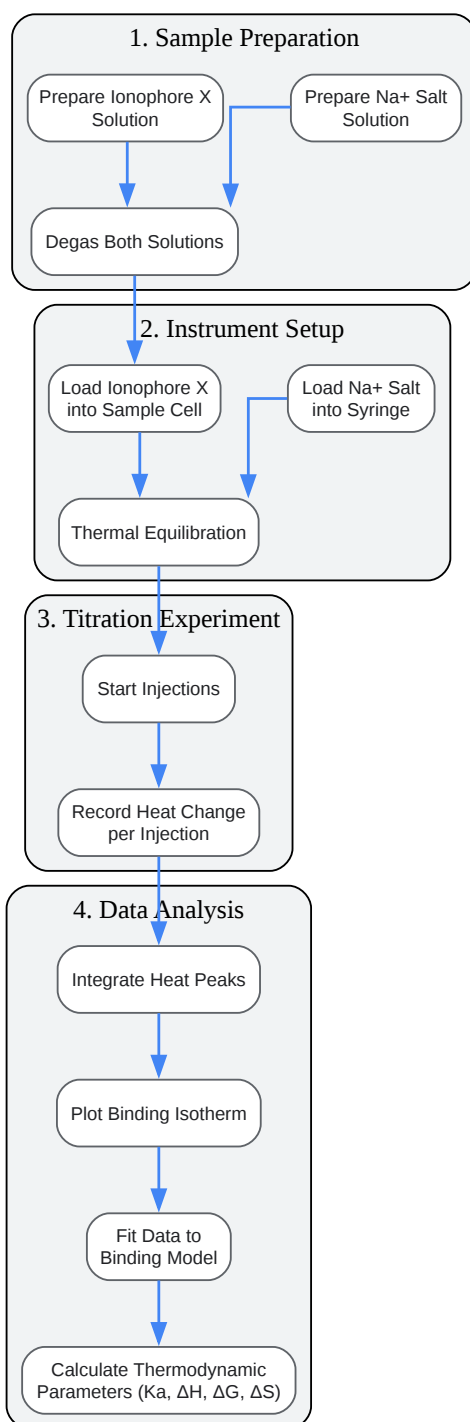 1. Sample Preparation
Prepare Ionophore X
Solution
Prepare Na+ Salt
Solution
Degas Both Solutions
2. Instrument Setup
Load Ionophore X
into Sample Cell
Load Na+ Salt
into Syringe
Thermal Equilibration
3. Titration Experiment
Start Injections
Record Heat Change
per Injection
4. Data Analysis
Integrate Heat Peaks
Plot Binding Isotherm
Fit Data to
Binding Model
Calculate Thermodynamic
Parameters (Ka, ΔH, ΔG, ΔS)